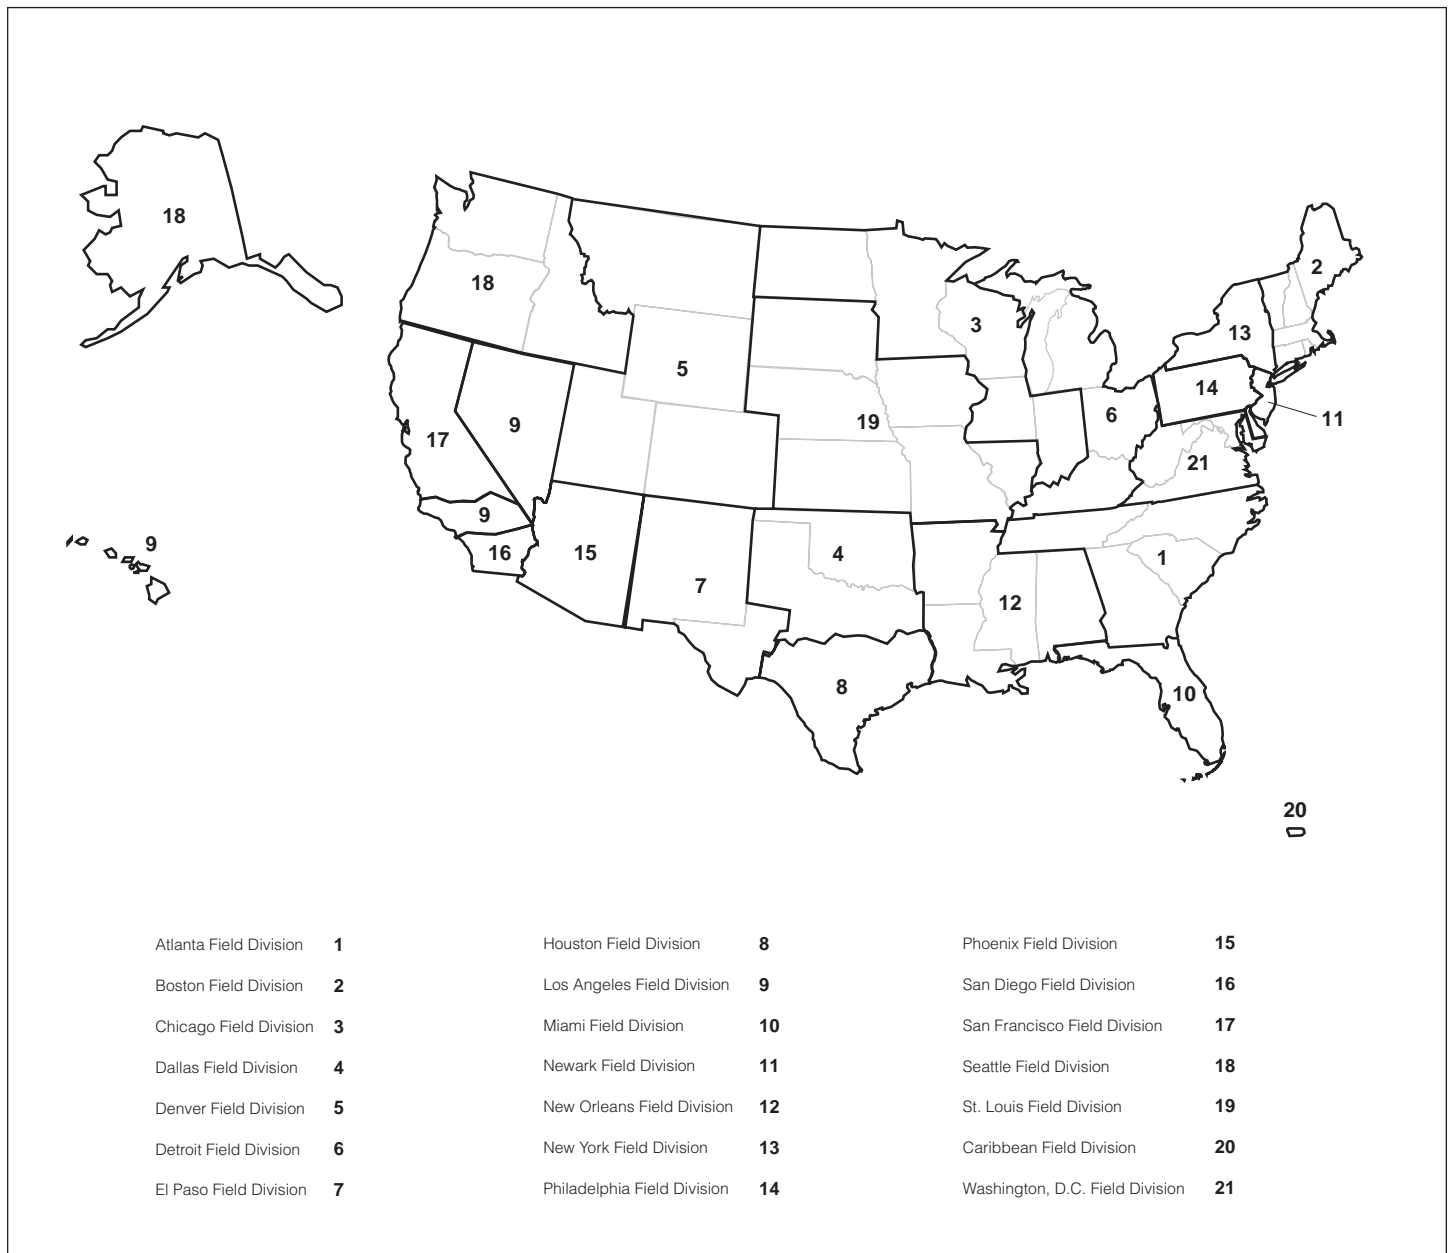 18
2
18
3
13
5
14
6
11
17
9
19
21
9
9
16
15
4
1
7
12
8
10
20
Atlanta Field Division 1
Boston Field Division 2
Chicago Field Division 3
Dallas Field Division 4
Denver Field Division 5
Detroit Field Division 6
El Paso Field Division 7
Houston Field Division 8
Los Angeles Field Division 9
Miami Field Division 10
Newark Field Division 11
New Orleans Field Division 12
New York Field Division 13
Philadelphia Field Division 14
Phoenix Field Division 15
San Diego Field Division 16
San Francisco Field Division 17
Seattle Field Division 18
St. Louis Field Division 19
Caribbean Field Division 20
Washington, D.C. Field Division 21